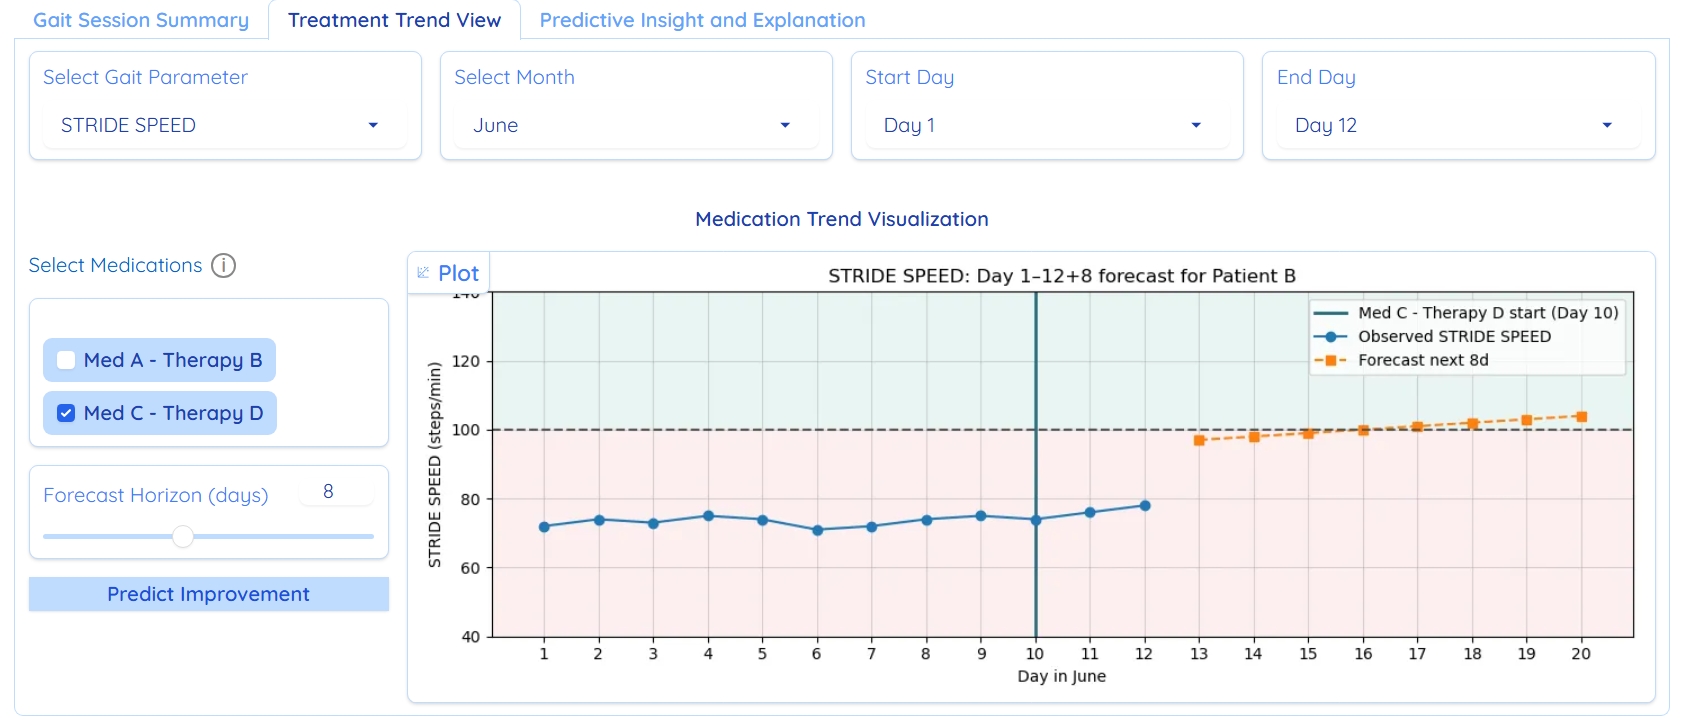 Gait Session Summary Treatment Trend View Predictive Insight and Explanation
Select Gait Parameter Select Month Start Day End Day
STRIDE SPEED June Day 1 Day 12
Medication Trend Visualization
Select Medications i
Plot
STRIDE SPEED: Day 1–12+8 forecast for Patient B
Med A - Therapy B
Med C - Therapy D
Forecast Horizon (days) 8
Predict Improvement
Med C - Therapy D start (Day 10)
Observed STRIDE SPEED
Forecast next 8d
STRIDE SPEED (steps/min)
140
120
100
80
60
40
1 2 3 4 5 6 7 8 9 10 11 12 13 14 15 16 17 18 19 20
Day in June